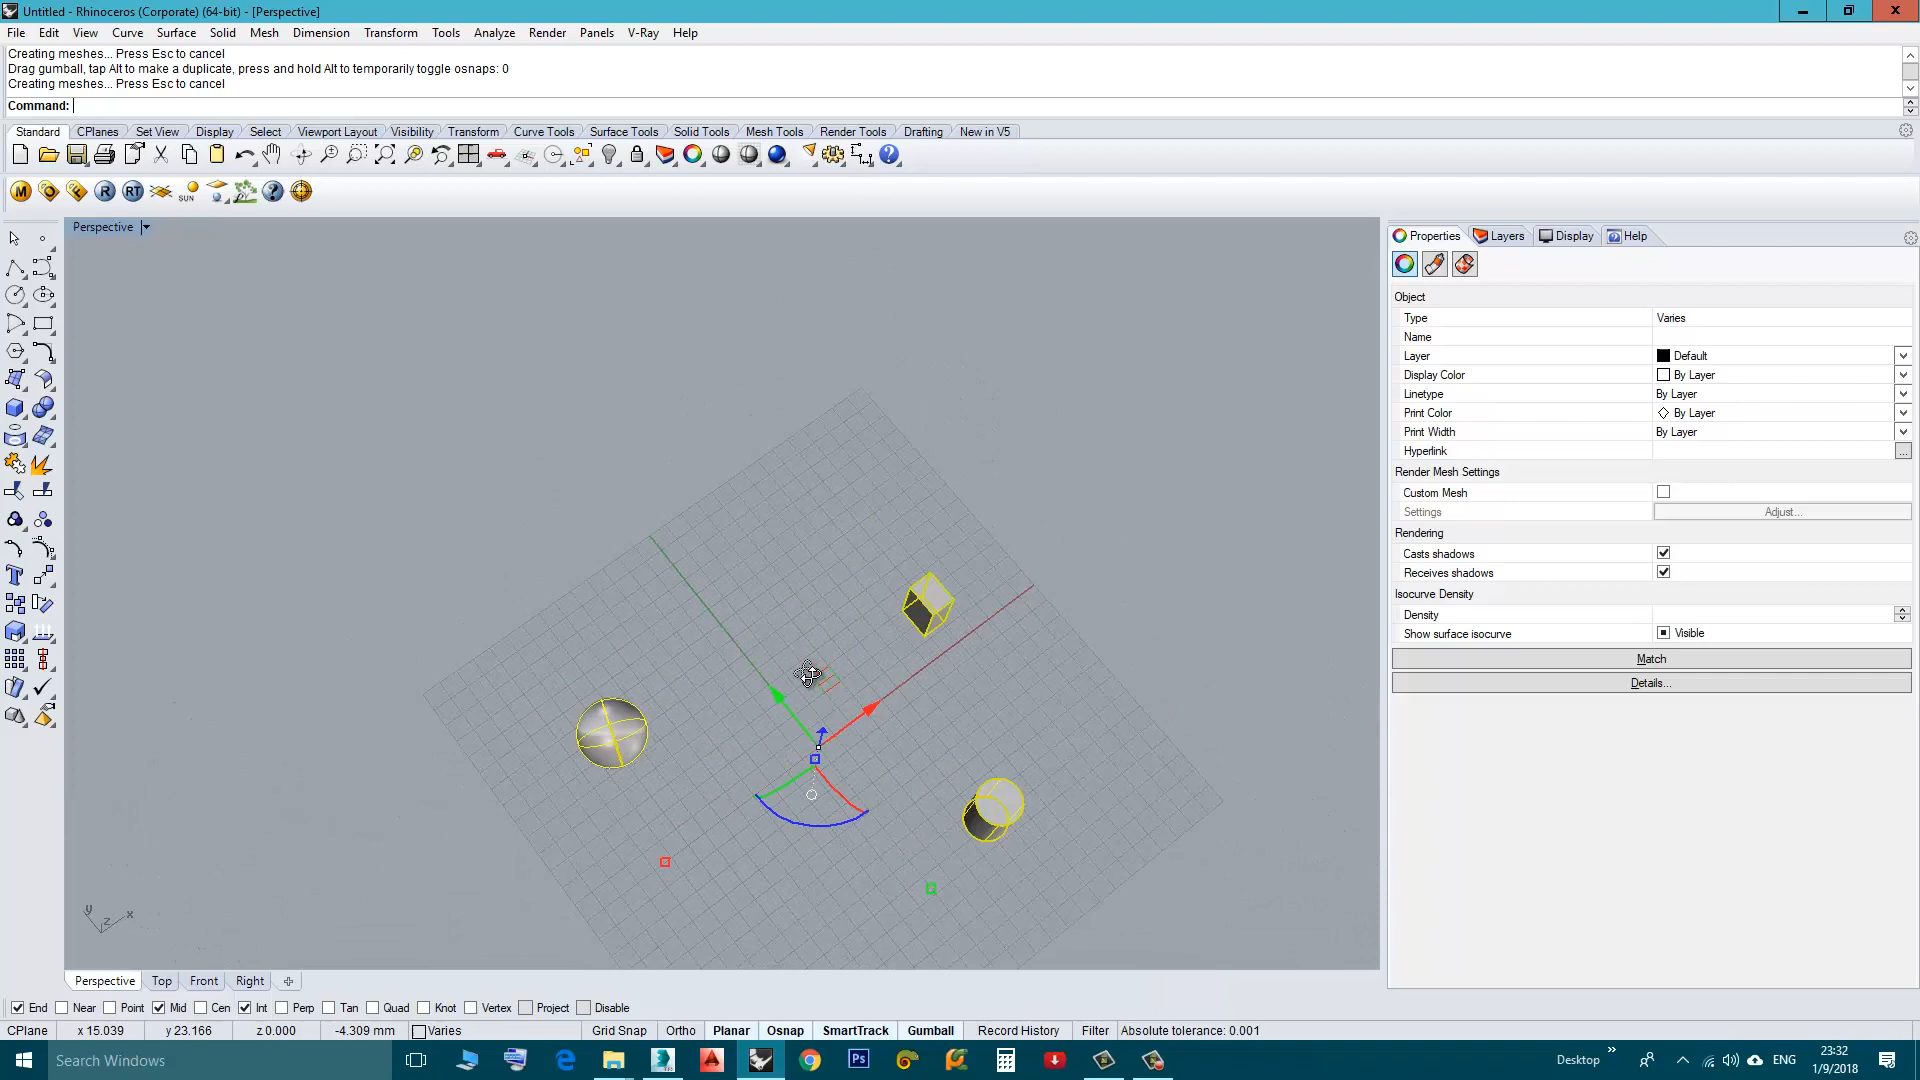 Untitled - Rhinoceros (Corporate) (64-bit) - [Perspective]
File Edit View Curve Surface Solid Mesh Dimension Transform Tools Analyze Render Panels V-Ray Help
Creating meshes... Press Esc to cancel
Drag gumball, tap Alt to make a duplicate, press and hold Alt to temporarily toggle osnaps: 0
Creating meshes... Press Esc to cancel
Command:
Standard CPlanes Set View Display Select Viewport Layout Visibility Transform Curve Tools Surface Tools Solid Tools Mesh Tools Render Tools Drafting New in V5
M R RT SUN
Perspective
Properties Layers Display Help
Object
Type Varies
Name
Layer Default
Display Color By Layer
Linetype By Layer
Print Color By Layer
Print Width By Layer
Hyperlink ...
Render Mesh Settings
Custom Mesh
Settings Adjust...
Rendering
Casts shadows
Receives shadows
Isocurve Density
Density
Show surface isocurve Visible
Match
Details...
y z x
Perspective Top Front Right
End Near Point Mid Cen Int Perp Tan Quad Knot Vertex Project Disable
CPlane x 15.039 y 23.166 z 0.000 -4.309 mm Varies Grid Snap Ortho Planar Osnap SmartTrack Gumball Record History Filter Absolute tolerance: 0.001
Search Windows Ps Desktop ENG 23:32
1/9/2018